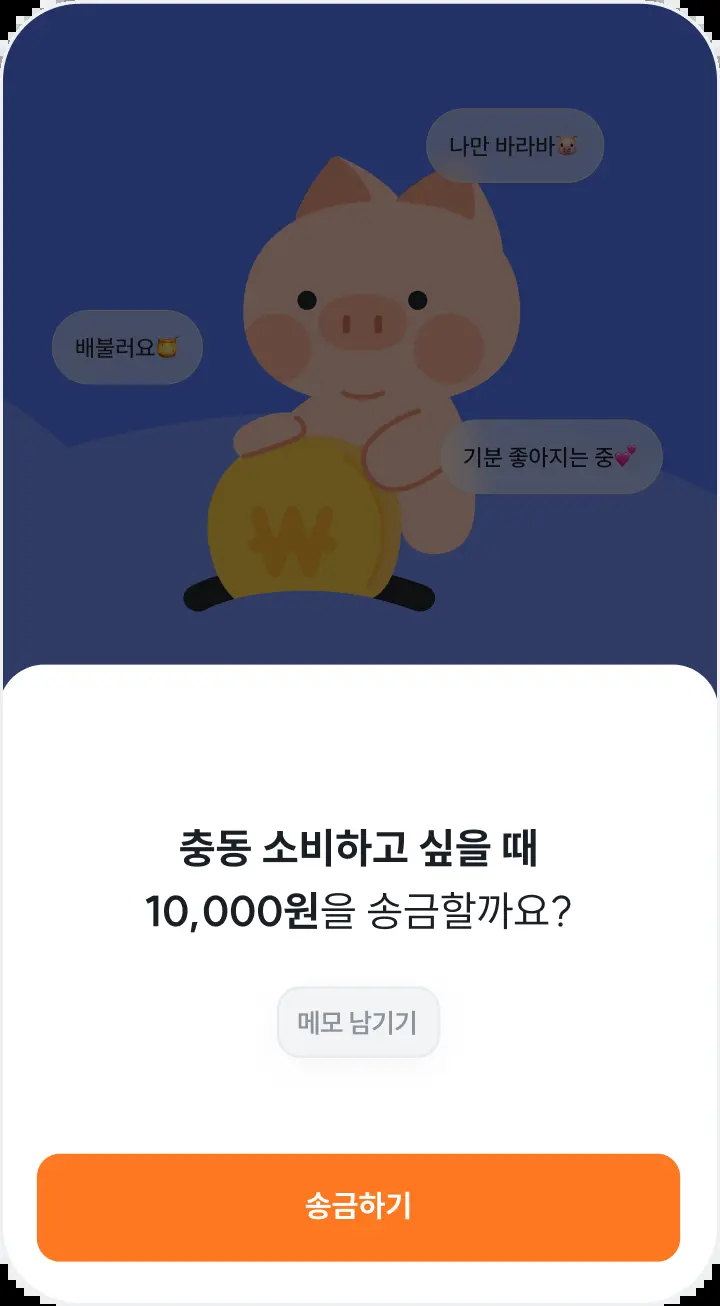 나만 바라바🐷
배불러요🍯
기분 좋아지는 중💕
₩
충동 소비하고 싶을 때
10,000원을 송금할까요?
메모 남기기
송금하기